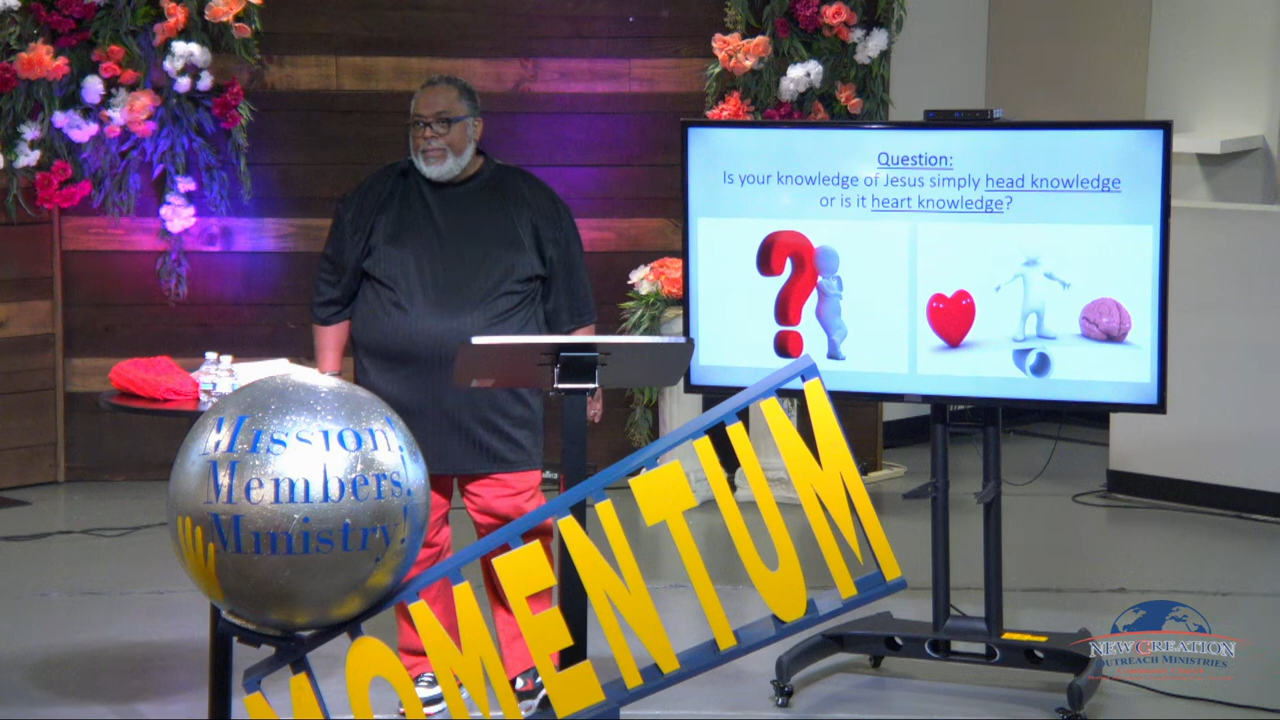 Question:
Is your knowledge of Jesus simply head knowledge
or is it heart knowledge?
Mission!
Members!
Ministry!
MOMENTUM
NEW CREATION
OUTREACH MINISTRIES